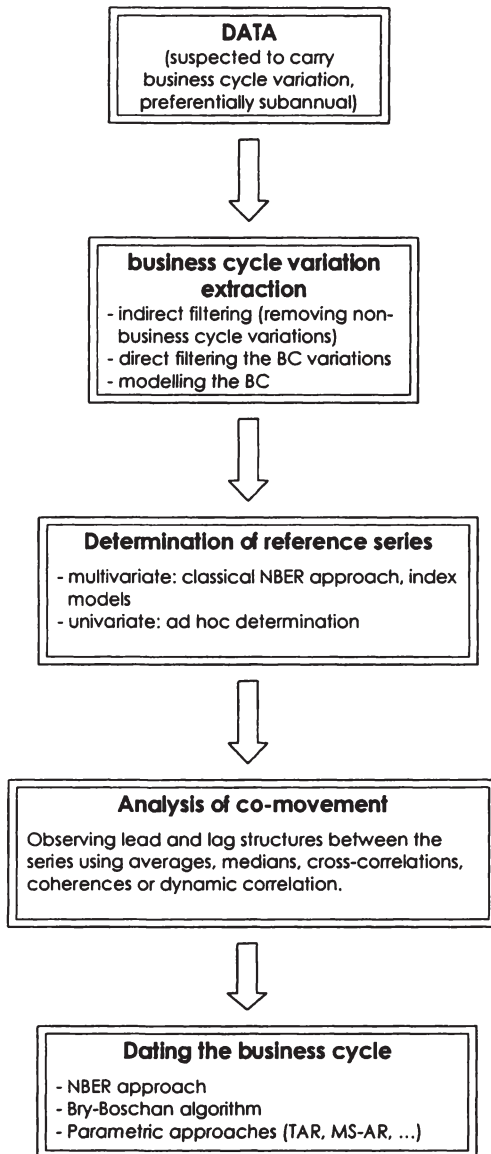 DATA
(suspected to carry
business cycle variation,
preferentially subannual)
business cycle variation
extraction
- indirect filtering (removing non-
business cycle variations)
- direct filtering the BC variations
- modelling the BC
Determination of reference series
- multivariate: classical NBER approach, index
models
- univariate: ad hoc determination
Analysis of co-movement
Observing lead and lag structures between the
series using averages, medians, cross-correlations,
coherences or dynamic correlation.
Dating the business cycle
- NBER approach
- Bry-Boschan algorithm
- Parametric approaches (TAR, MS-AR, ...)